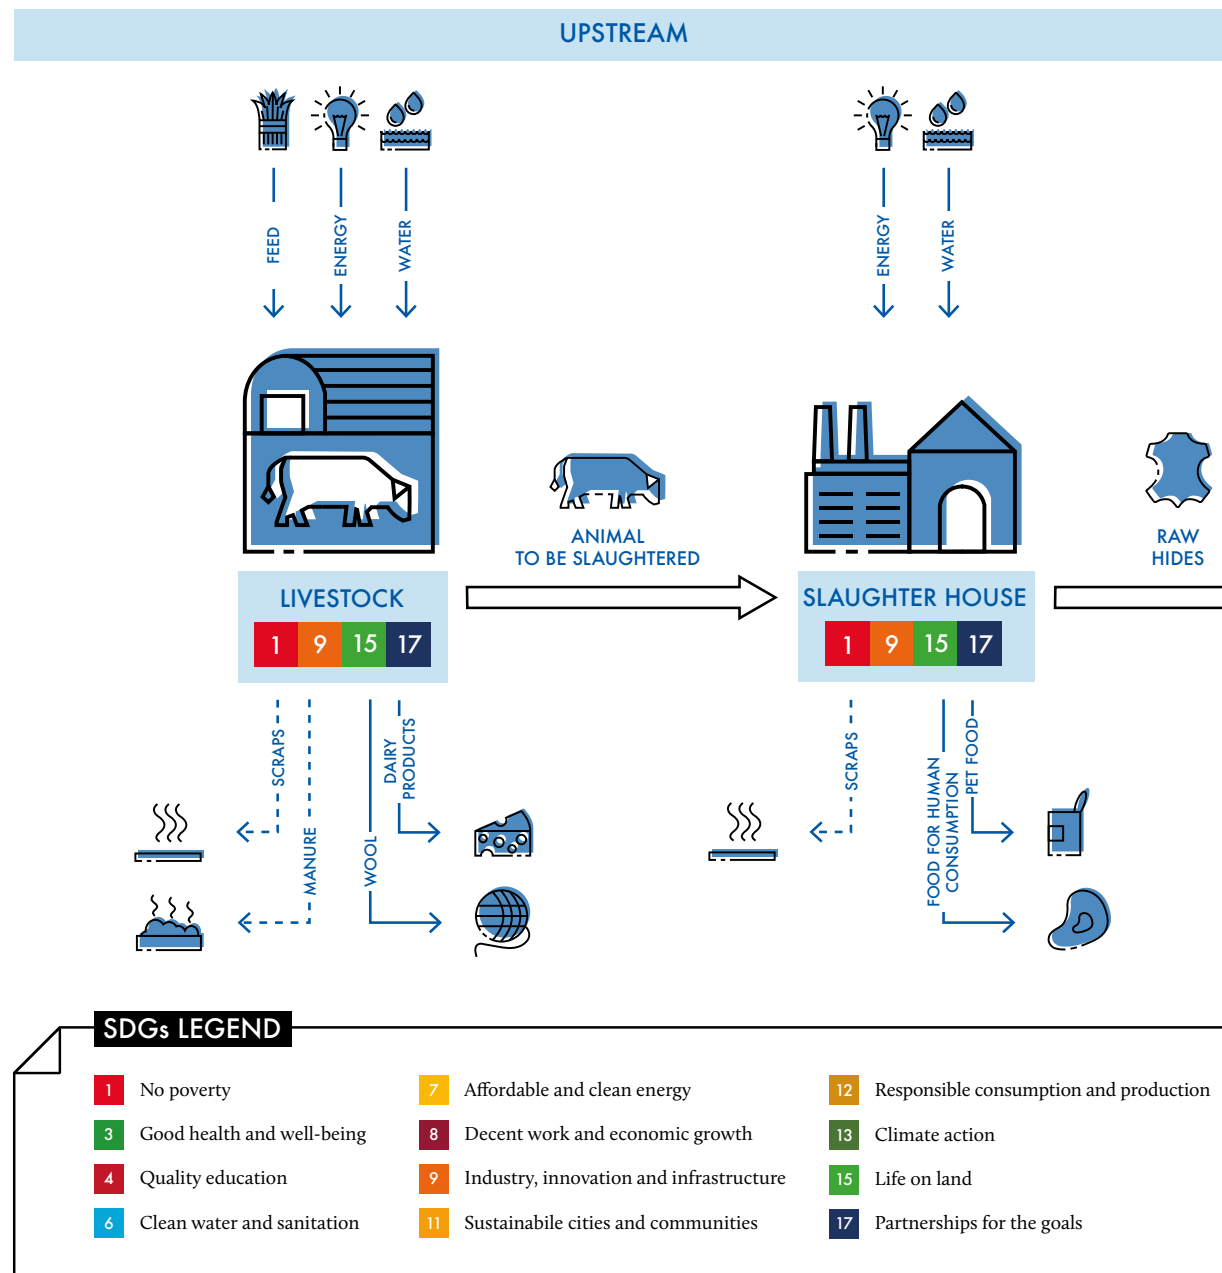 UPSTREAM
FEED
ENERGY
WATER
ENERGY
WATER
ANIMAL
TO BE SLAUGHTERED
RAW
HIDES
LIVESTOCK
1 9 15 17
SLAUGHTER HOUSE
1 9 15 17
SCRAPS
MANURE
WOOL
DAIRY
PRODUCTS
SCRAPS
FOOD FOR HUMAN
CONSUMPTION
PET FOOD
SDGs LEGEND
1 No poverty
3 Good health and well-being
4 Quality education
6 Clean water and sanitation
7 Affordable and clean energy
8 Decent work and economic growth
9 Industry, innovation and infrastructure
11 Sustainabile cities and communities
12 Responsible consumption and production
13 Climate action
15 Life on land
17 Partnerships for the goals